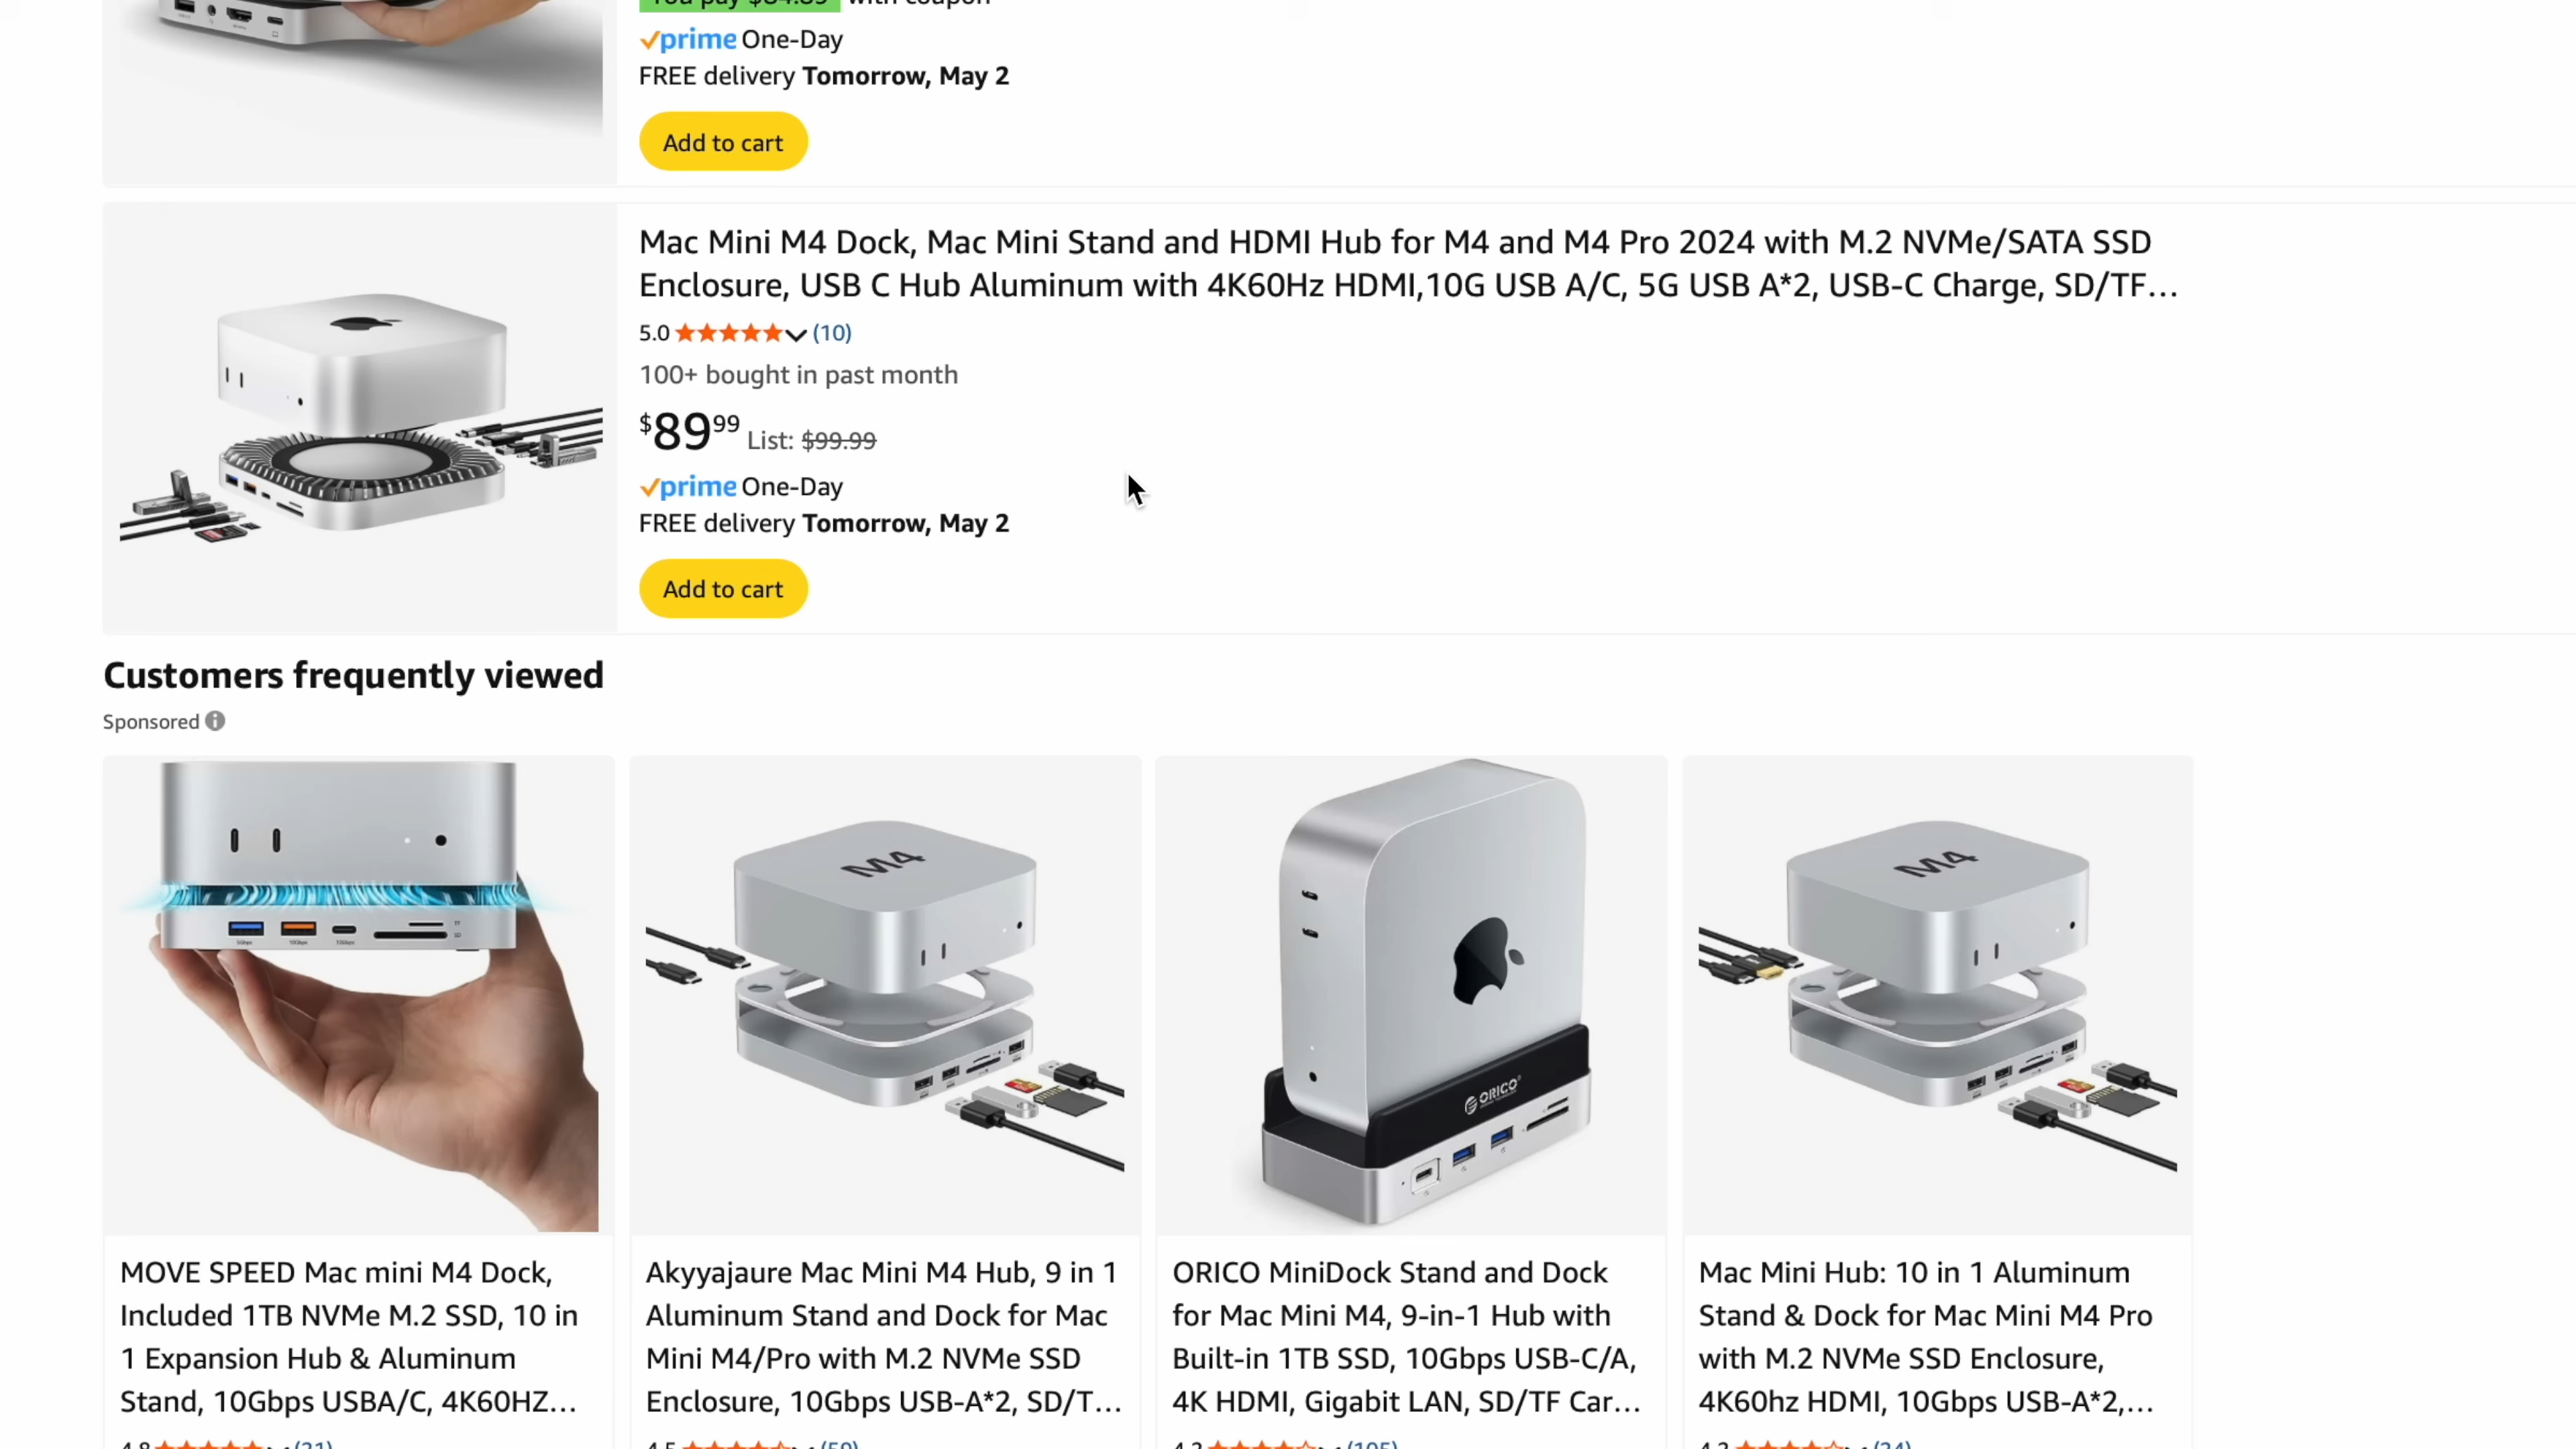 with coupon
prime One-Day
FREE delivery Tomorrow, May 2
Add to cart
Mac Mini M4 Dock, Mac Mini Stand and HDMI Hub for M4 and M4 Pro 2024 with M.2 NVMe/SATA SSD
Enclosure, USB C Hub Aluminum with 4K60Hz HDMI,10G USB A/C, 5G USB A*2, USB-C Charge, SD/TF…
5.0 (10)
100+ bought in past month
$89.99 List: $99.99
prime One-Day
FREE delivery Tomorrow, May 2
Add to cart
Customers frequently viewed
Sponsored
M4
ORICO
M4
MOVE SPEED Mac mini M4 Dock,
Included 1TB NVMe M.2 SSD, 10 in
1 Expansion Hub & Aluminum
Stand, 10Gbps USBA/C, 4K60HZ…
Akyyajaure Mac Mini M4 Hub, 9 in 1
Aluminum Stand and Dock for Mac
Mini M4/Pro with M.2 NVMe SSD
Enclosure, 10Gbps USB-A*2, SD/T…
ORICO MiniDock Stand and Dock
for Mac Mini M4, 9-in-1 Hub with
Built-in 1TB SSD, 10Gbps USB-C/A,
4K HDMI, Gigabit LAN, SD/TF Car…
Mac Mini Hub: 10 in 1 Aluminum
Stand & Dock for Mac Mini M4 Pro
with M.2 NVMe SSD Enclosure,
4K60hz HDMI, 10Gbps USB-A*2,…